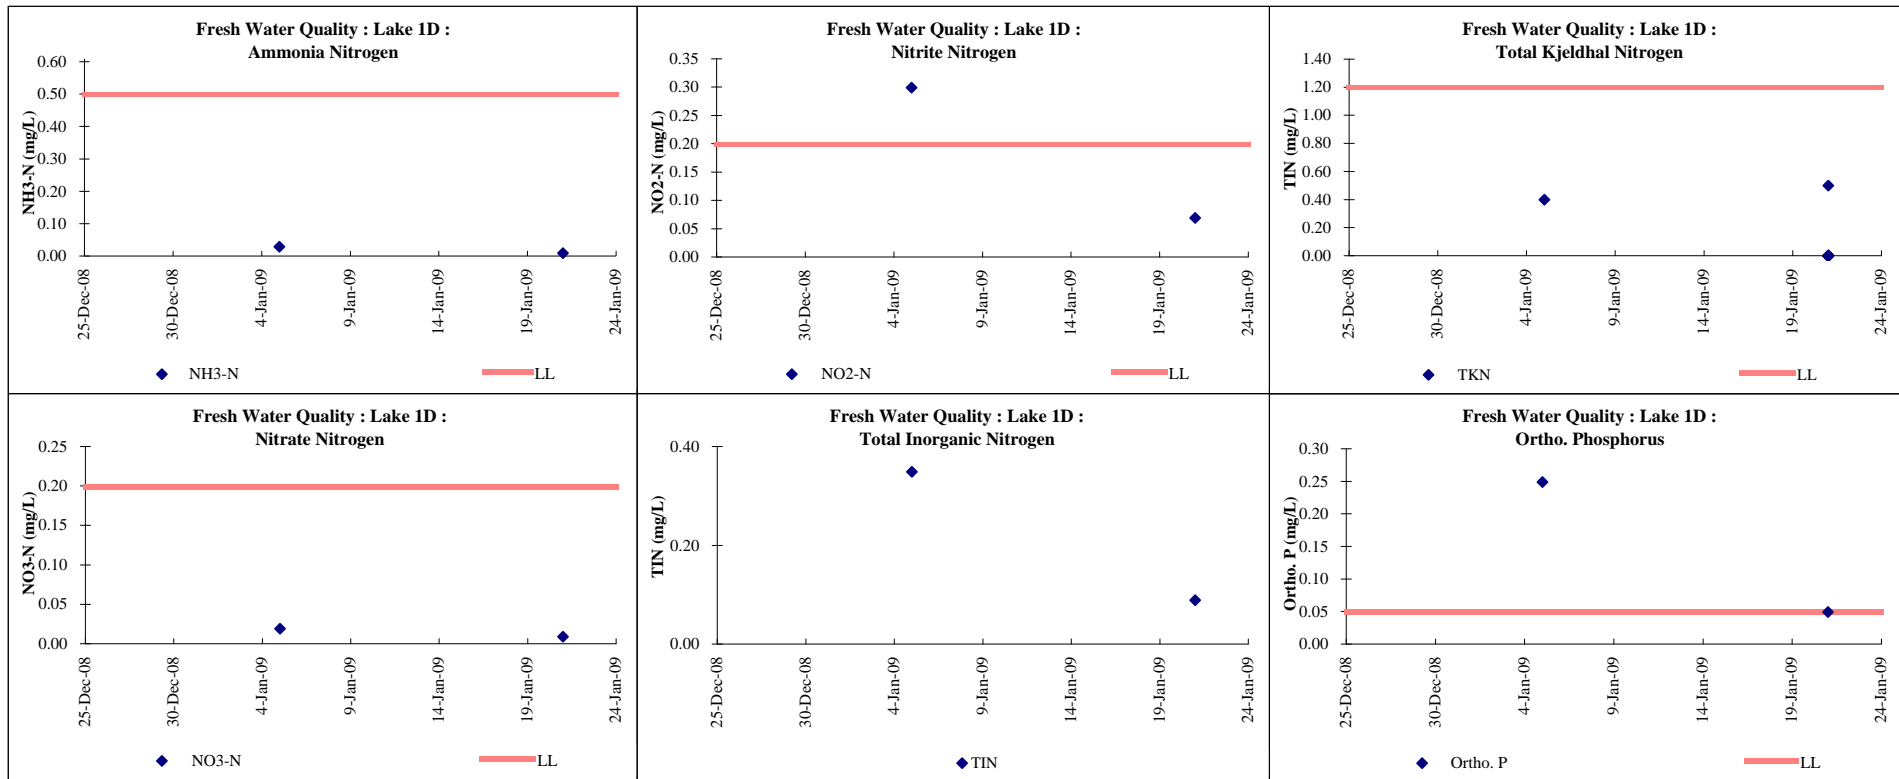 Fresh Water Quality : Lake 1D :
Ammonia Nitrogen
0.60
0.50
0.40
0.30
0.20
0.10
0.00
NH3-N (mg/L)
25-Dec-08
30-Dec-08
4-Jan-09
9-Jan-09
14-Jan-09
19-Jan-09
24-Jan-09
NH3-N
LL
Fresh Water Quality : Lake 1D :
Nitrite Nitrogen
0.35
0.30
0.25
0.20
0.15
0.10
0.05
0.00
NO2-N (mg/L)
25-Dec-08
30-Dec-08
4-Jan-09
9-Jan-09
14-Jan-09
19-Jan-09
24-Jan-09
NO2-N
LL
Fresh Water Quality : Lake 1D :
Total Kjeldhal Nitrogen
1.40
1.20
1.00
0.80
0.60
0.40
0.20
0.00
TIN (mg/L)
25-Dec-08
30-Dec-08
4-Jan-09
9-Jan-09
14-Jan-09
19-Jan-09
24-Jan-09
TKN
LL
Fresh Water Quality : Lake 1D :
Nitrate Nitrogen
0.25
0.20
0.15
0.10
0.05
0.00
NO3-N (mg/L)
25-Dec-08
30-Dec-08
4-Jan-09
9-Jan-09
14-Jan-09
19-Jan-09
24-Jan-09
NO3-N
LL
Fresh Water Quality : Lake 1D :
Total Inorganic Nitrogen
0.40
0.20
0.00
TIN (mg/L)
25-Dec-08
30-Dec-08
4-Jan-09
9-Jan-09
14-Jan-09
19-Jan-09
24-Jan-09
TIN
Fresh Water Quality : Lake 1D :
Ortho. Phosphorus
0.30
0.25
0.20
0.15
0.10
0.05
0.00
Ortho. P (mg/L)
25-Dec-08
30-Dec-08
4-Jan-09
9-Jan-09
14-Jan-09
19-Jan-09
24-Jan-09
Ortho. P
LL